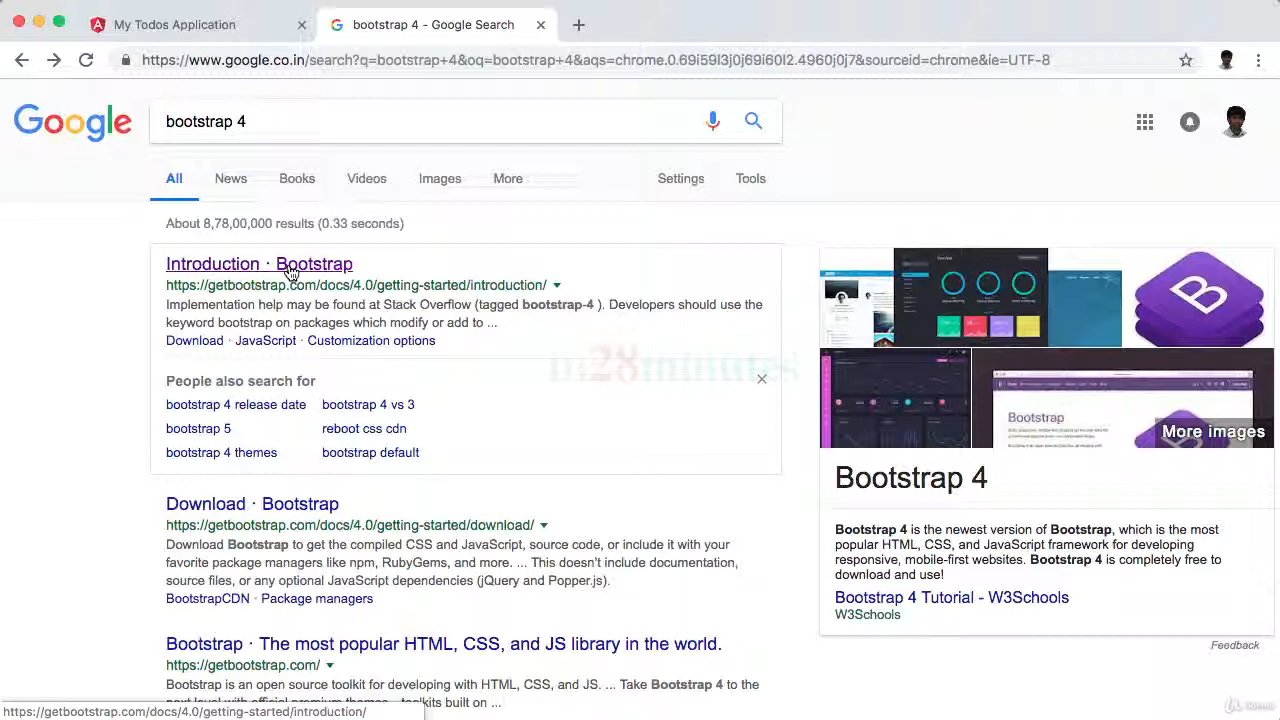 My Todos Application
bootstrap 4 - Google Search
https://www.google.co.in/search?q=bootstrap+4&oq=bootstrap+4&aqs=chrome.0.69i59l3j0j69i60l2.4960j0j7&sourceid=chrome&ie=UTF-8
Google
bootstrap 4
All News Books Videos Images More Settings Tools
About 8,78,00,000 results (0.33 seconds)
Introduction · Bootstrap
https://getbootstrap.com/docs/4.0/getting-started/introduction/
Implementation help may be found at Stack Overflow (tagged bootstrap-4 ). Developers should use the
keyword bootstrap on packages which modify or add to ...
Download · JavaScript · Customization options
People also search for
bootstrap 4 release date bootstrap 4 vs 3
bootstrap 5 reboot.css cdn
bootstrap 4 themes bootstrap default
Download · Bootstrap
https://getbootstrap.com/docs/4.0/getting-started/download/
Download Bootstrap to get the compiled CSS and JavaScript, source code, or include it with your
favorite package managers like npm, RubyGems, and more. ... This doesn't include documentation,
source files, or any optional JavaScript dependencies (jQuery and Popper.js).
BootstrapCDN · Package managers
Bootstrap · The most popular HTML, CSS, and JS library in the world.
https://getbootstrap.com/
Bootstrap is an open source toolkit for developing with HTML, CSS, and JS. ... Take Bootstrap 4 to the
next level with official premium themes toolkits built on ...
https://getbootstrap.com/docs/4.0/getting-started/introduction/
in28minutes
B
Bootstrap
More images
Bootstrap 4
Bootstrap 4 is the newest version of Bootstrap, which is the most
popular HTML, CSS, and JavaScript framework for developing
responsive, mobile-first websites. Bootstrap 4 is completely free to
download and use!
Bootstrap 4 Tutorial - W3Schools
W3Schools
Feedback